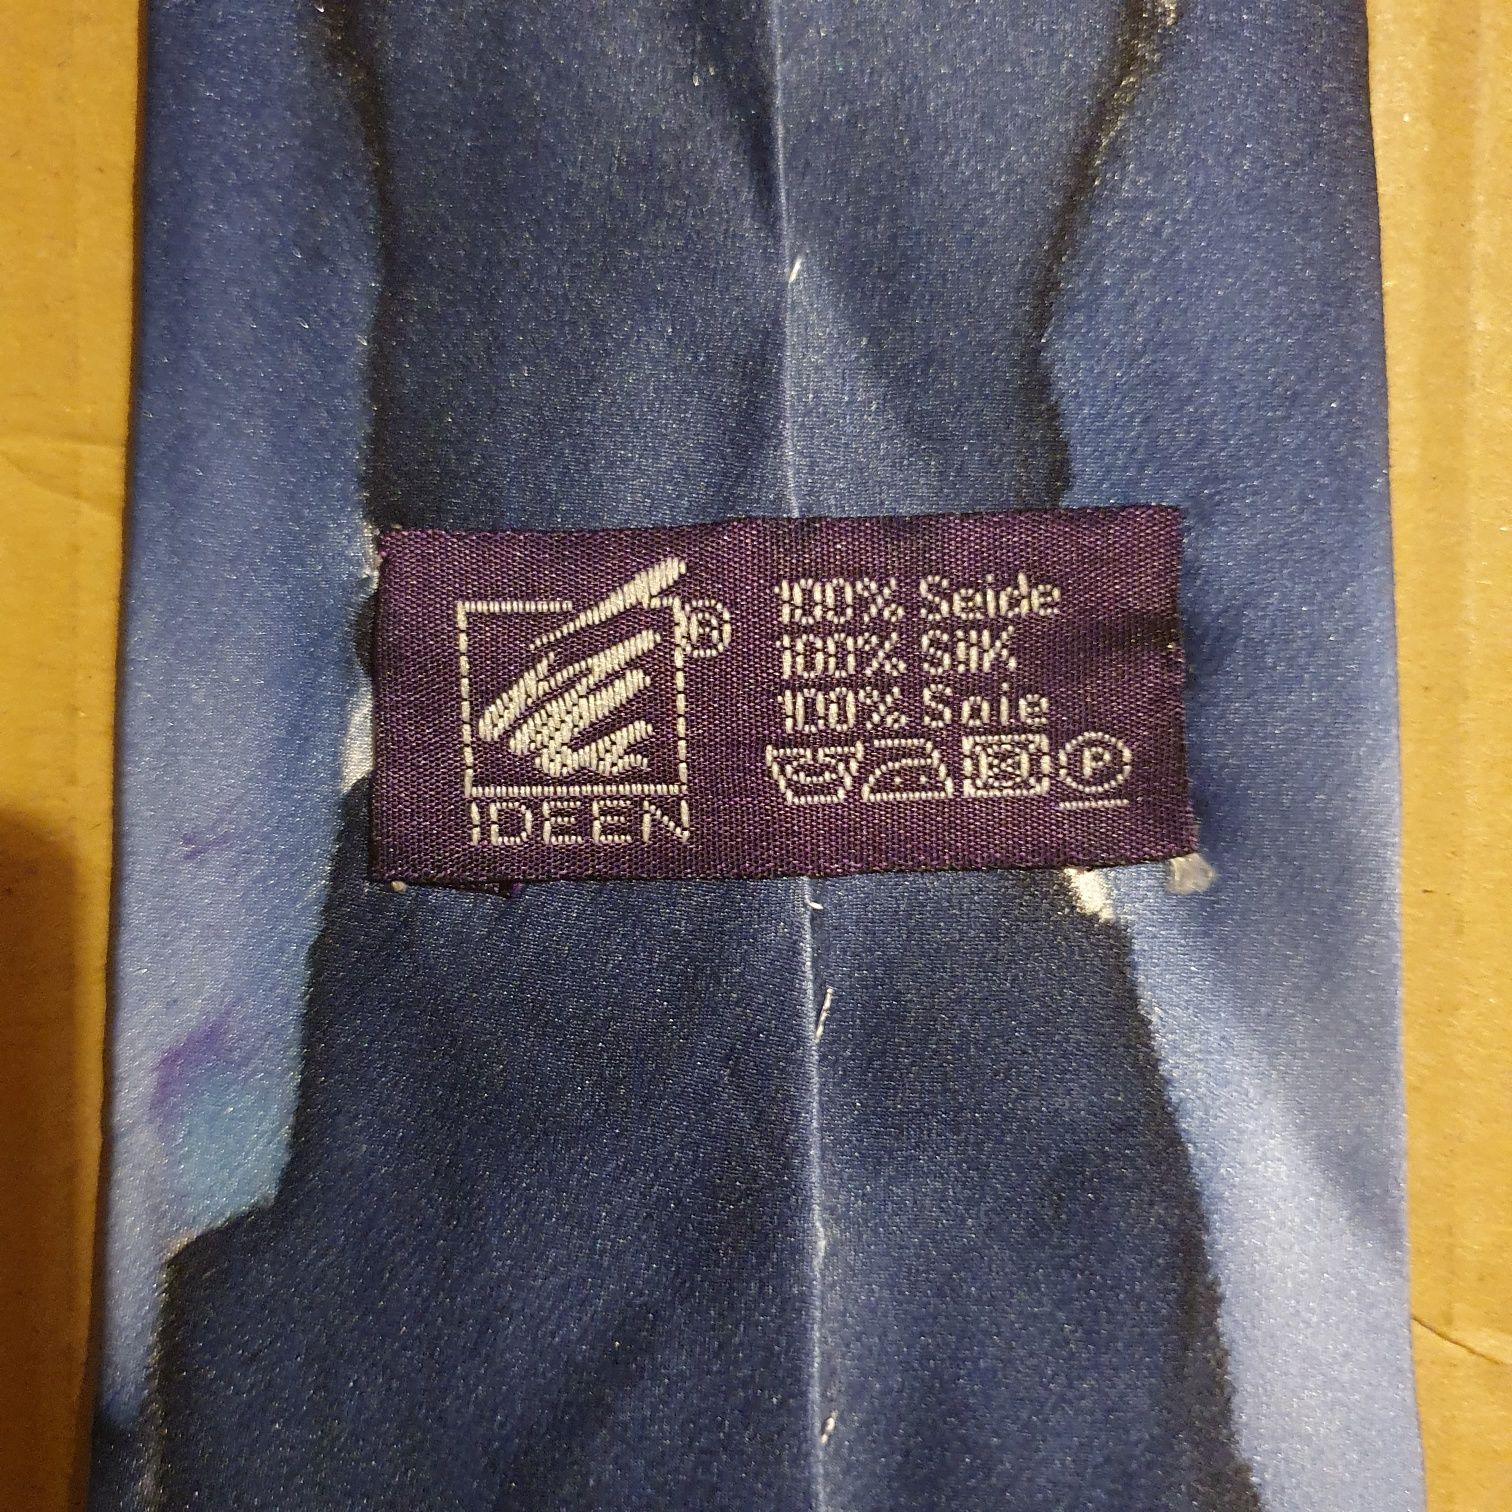 ®
IDEEN
100% Seide
100% Silk
100% Soie
P